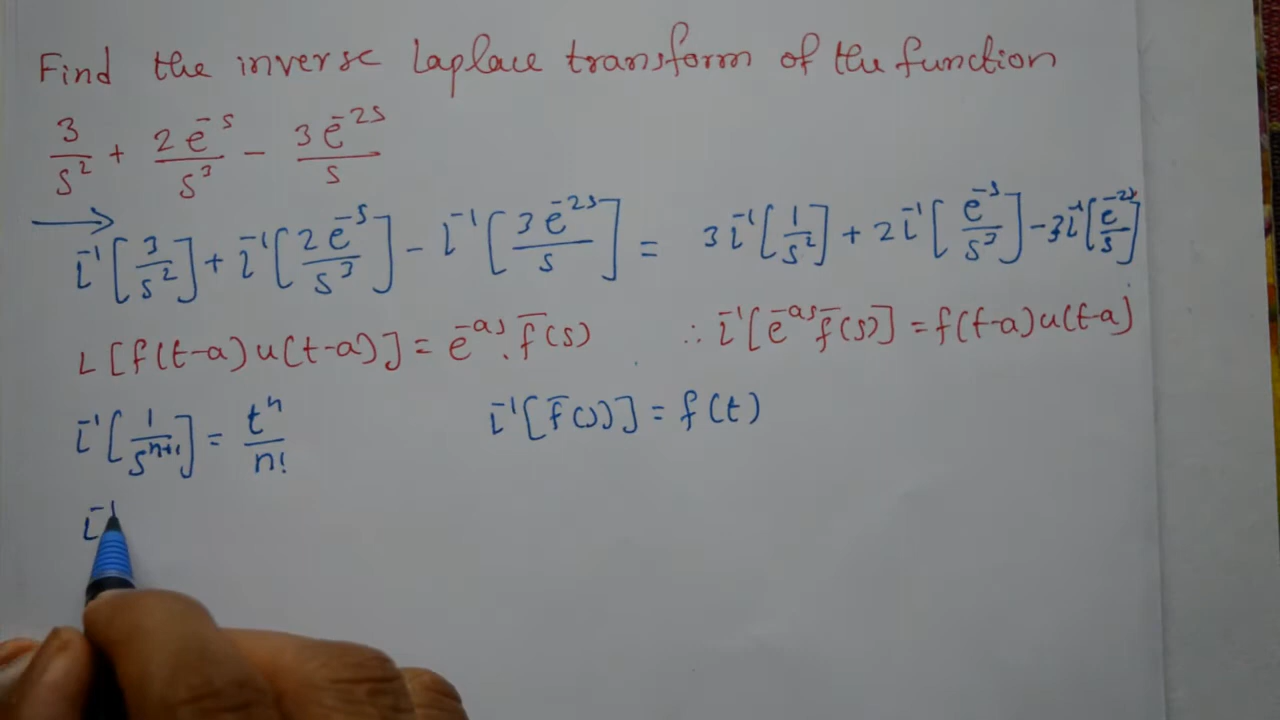 Find the inverse Laplace transform of the function
3/s² + 2e⁻ˢ/s³ − 3e⁻²ˢ/s
→ L⁻¹[3/s²] + L⁻¹[2e⁻ˢ/s³] − L⁻¹[3e⁻²ˢ/s] = 3L⁻¹[1/s²] + 2L⁻¹[e⁻ˢ/s³] − 3L⁻¹[e⁻²ˢ/s]
L[f(t-a)u(t-a)] = e⁻ᵃˢ. f̄(s) ∴ L⁻¹[e⁻ᵃˢ f̄(s)] = f(t-a)u(t-a)
L⁻¹[1/sⁿ⁺¹] = tⁿ/n! L⁻¹[f̄(s)] = f(t)
L⁻¹